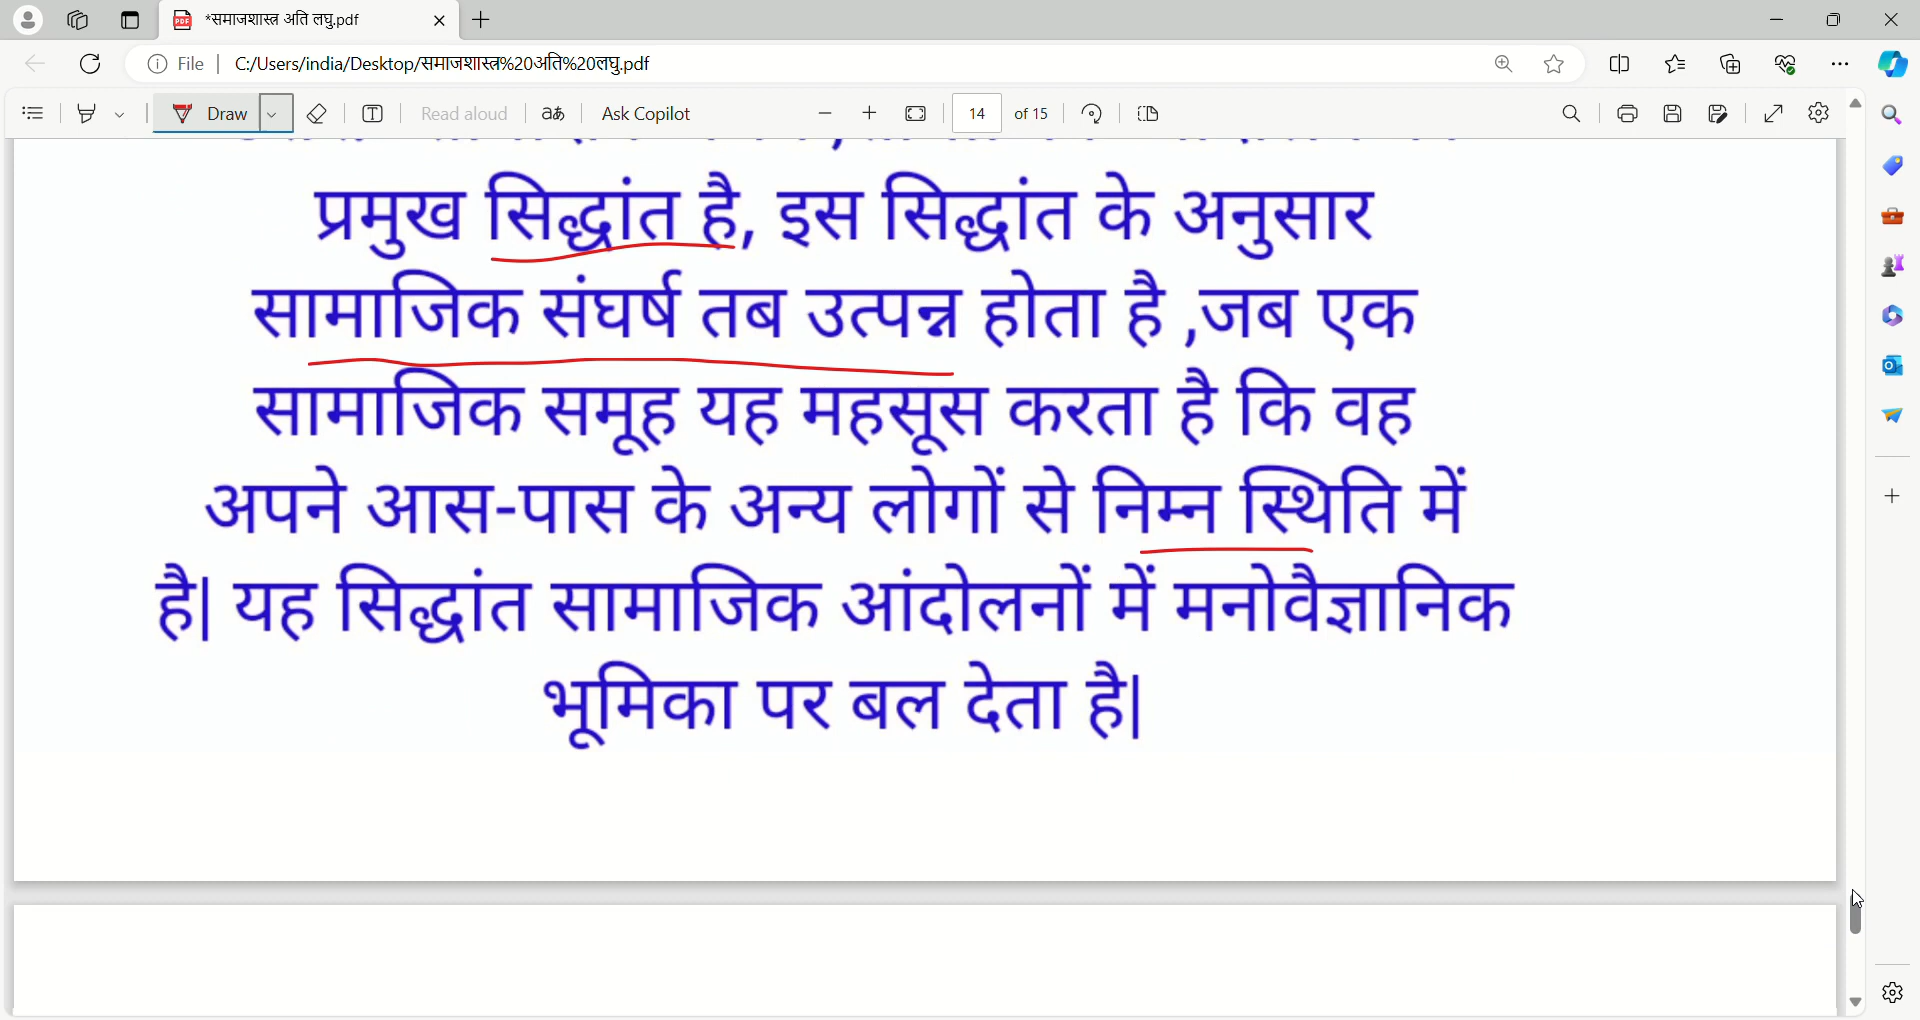 *समाजशास्त्र अति लघु.pdf
File
C:/Users/india/Desktop/समाजशास्त्र%20अति%20लघु.pdf
Draw
Read aloud
aあ
Ask Copilot
14 of 15
प्रमुख सिद्धांत है, इस सिद्धांत के अनुसार
सामाजिक संघर्ष तब उत्पन्न होता है ,जब एक
सामाजिक समूह यह महसूस करता है कि वह
अपने आस-पास के अन्य लोगों से निम्न स्थिति में
है| यह सिद्धांत सामाजिक आंदोलनों में मनोवैज्ञानिक
भूमिका पर बल देता है|